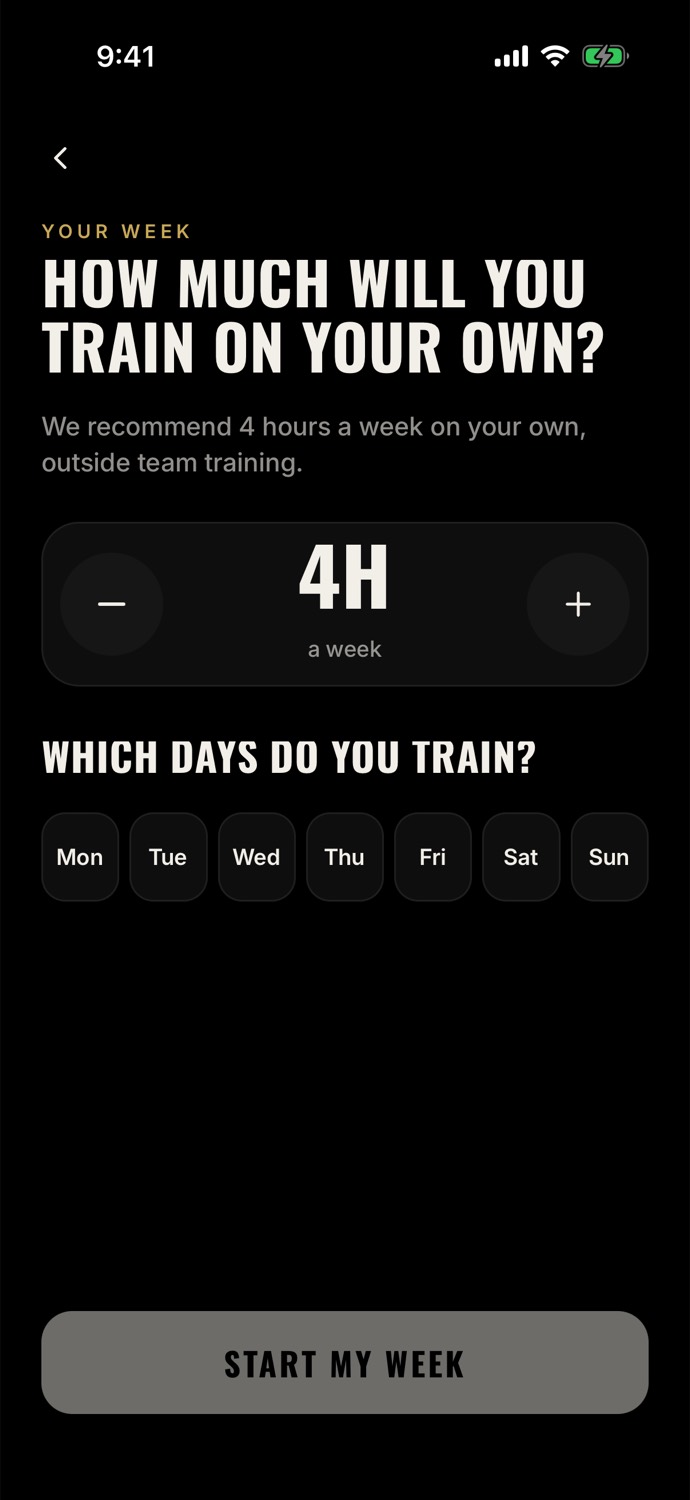 9:41
YOUR WEEK
HOW MUCH WILL YOU
TRAIN ON YOUR OWN?
We recommend 4 hours a week on your own,
outside team training.
4H
a week
WHICH DAYS DO YOU TRAIN?
Mon Tue Wed Thu Fri Sat Sun
START MY WEEK